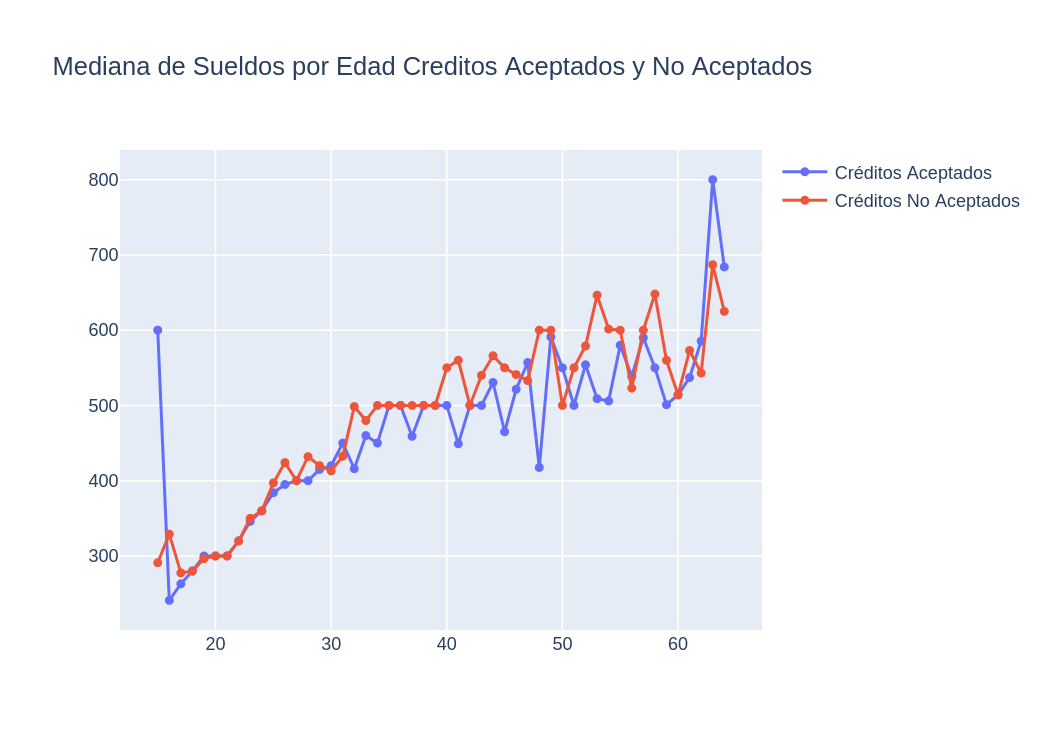 Mediana de Sueldos por Edad Creditos Aceptados y No Aceptados
Créditos Aceptados
Créditos No Aceptados
800
700
600
500
400
300
20 30 40 50 60